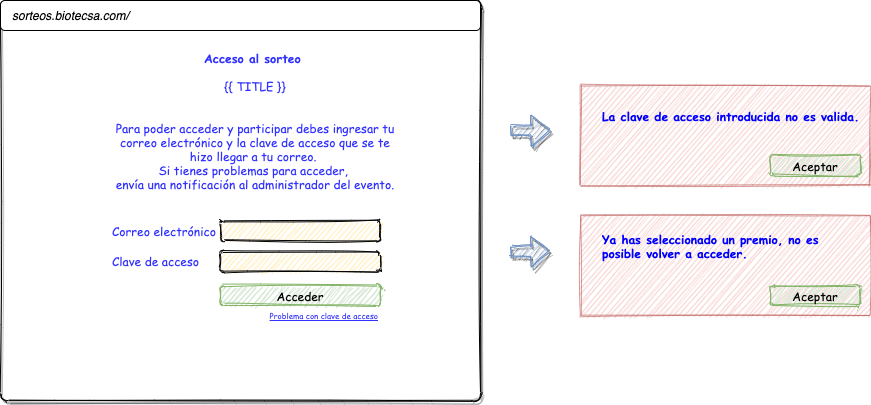 sorteos.biotecsa.com/
Acceso al sorteo
{{ TITLE }}
Para poder acceder y participar debes ingresar tu
correo electrónico y la clave de acceso que se te
hizo llegar a tu correo.
Si tienes problemas para acceder,
envía una notificación al administrador del evento.
Correo electrónico
Clave de acceso
Acceder
Problema con clave de acceso
La clave de acceso introducida no es valida.
Aceptar
Ya has seleccionado un premio, no es
posible volver a acceder.
Aceptar